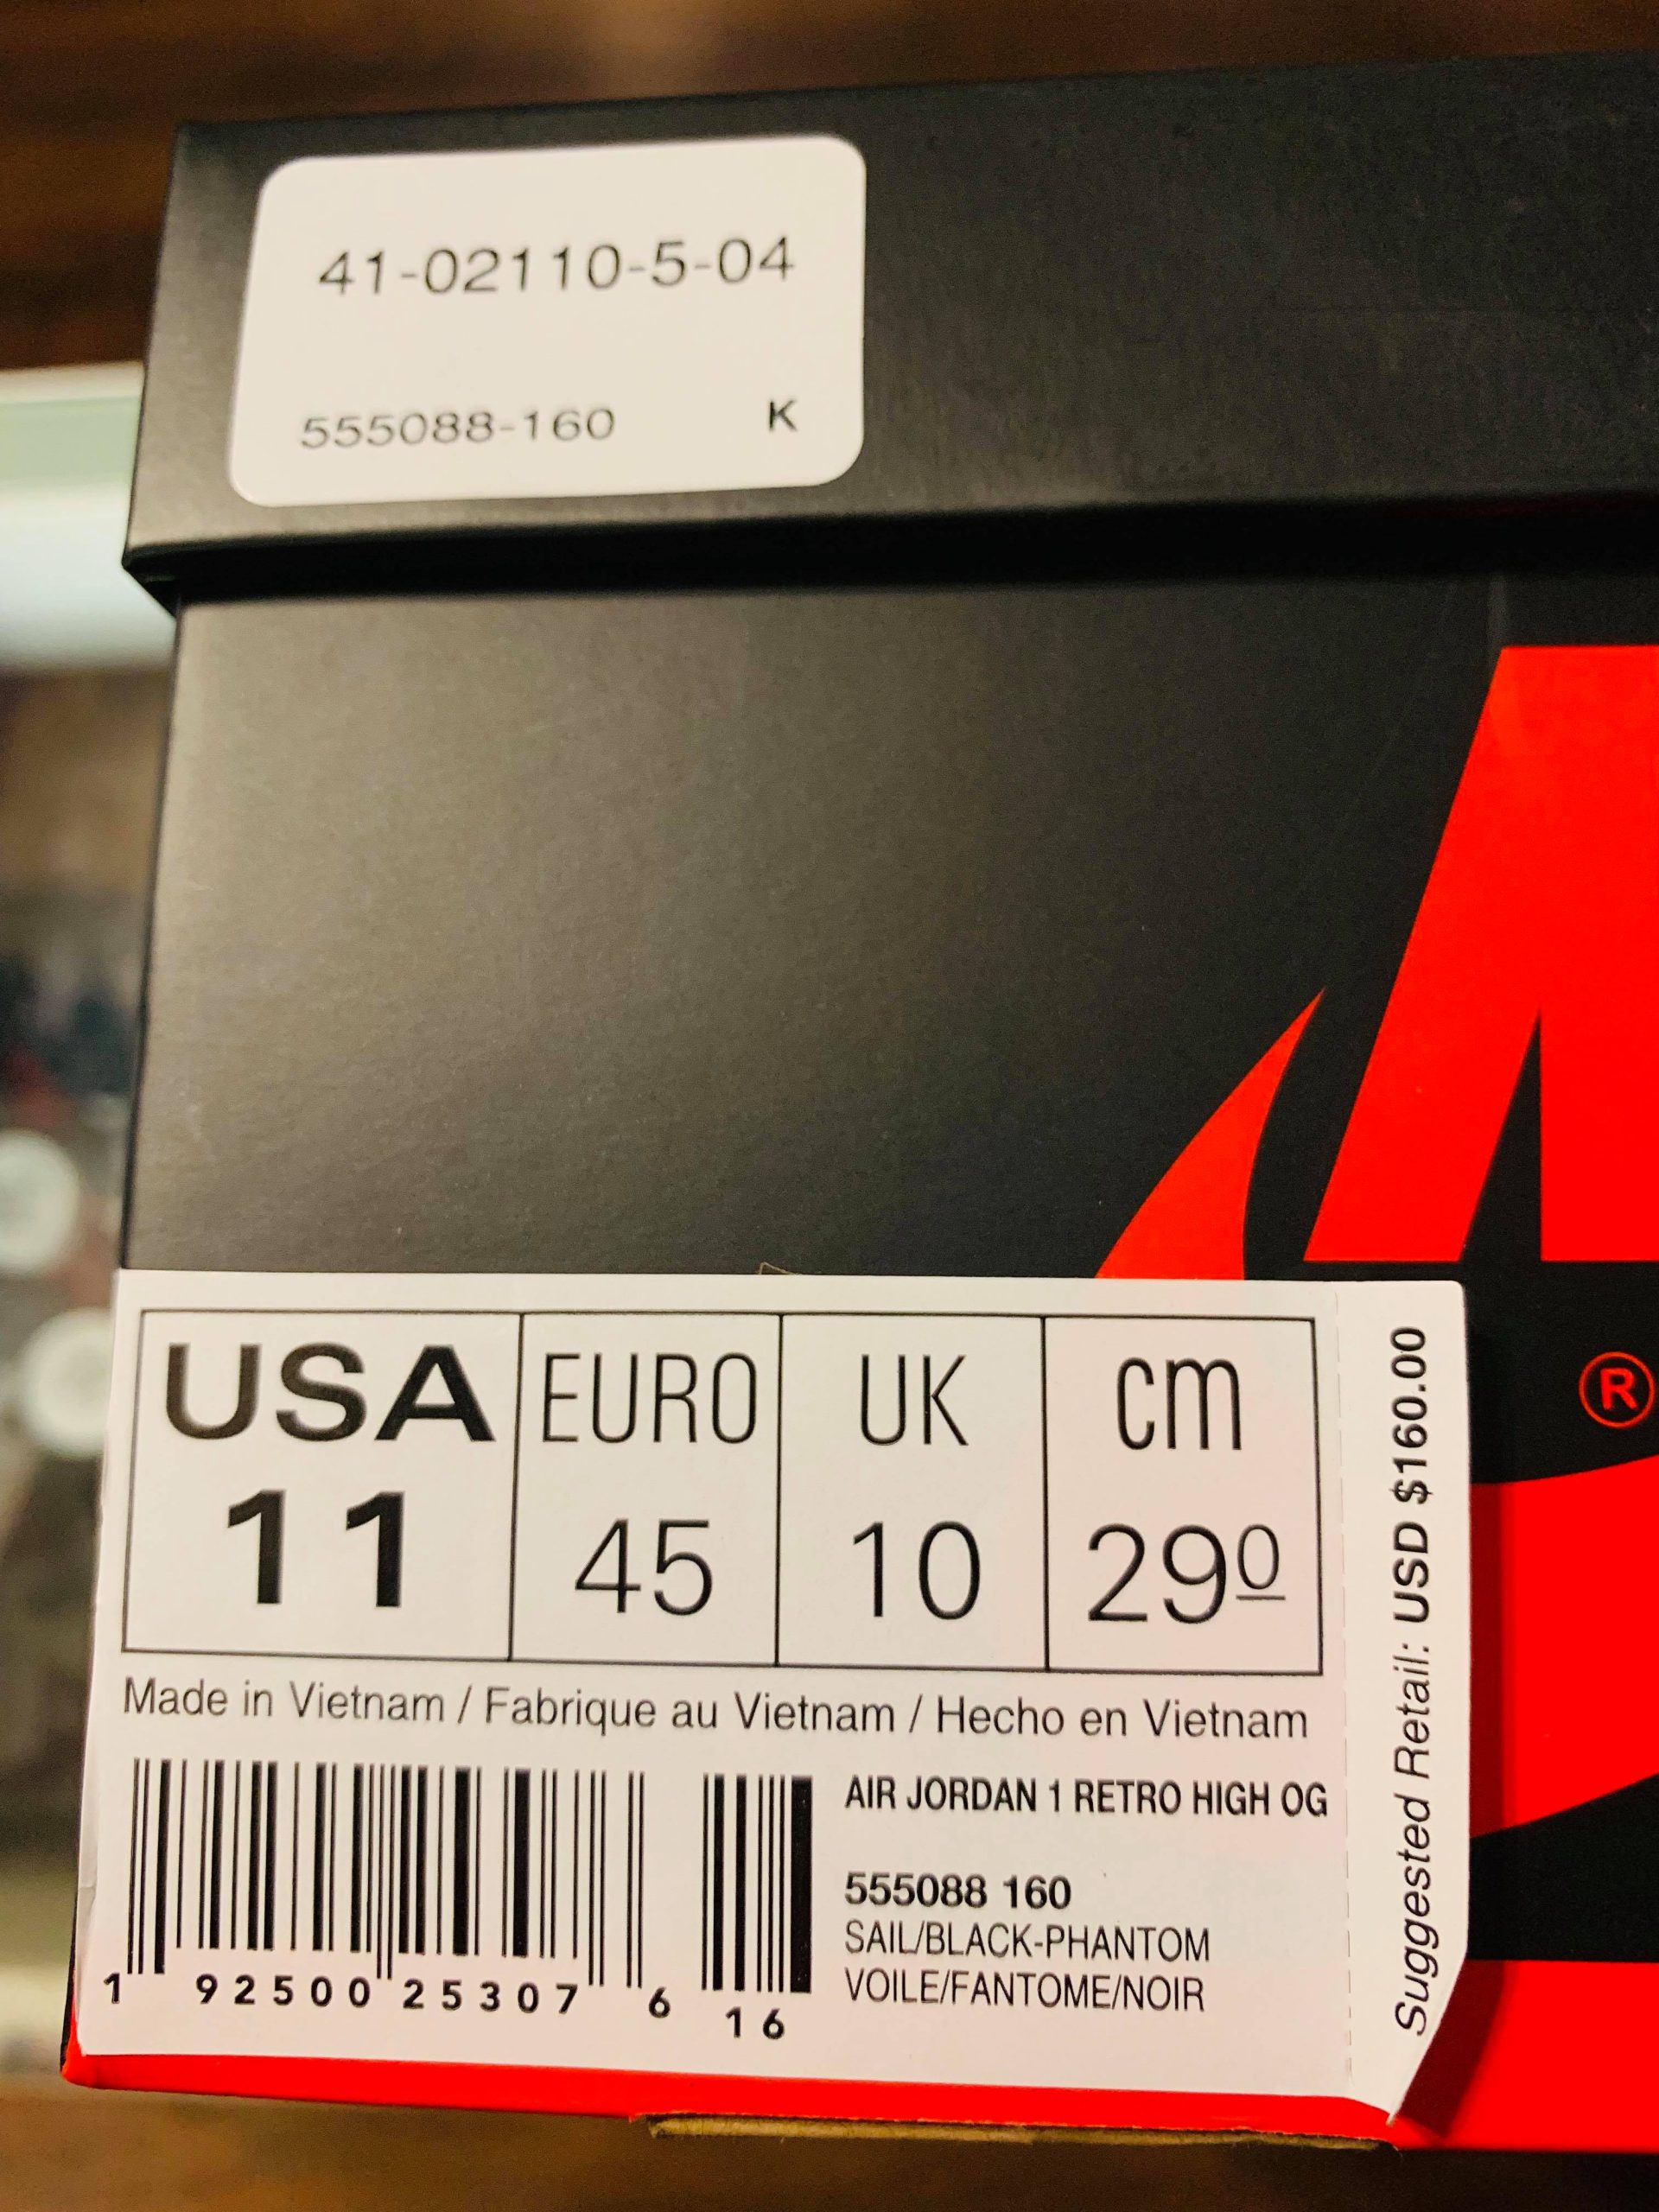 41-02110-5-04
555088-160 K
®
USA EURO UK cm
11 45 10 290
Made in Vietnam / Fabrique au Vietnam / Hecho en Vietnam
AIR JORDAN 1 RETRO HIGH OG
555088 160
SAIL/BLACK-PHANTOM
VOILE/FANTOME/NOIR
1 92500 25307 6 16
Suggested Retail: USD $160.00